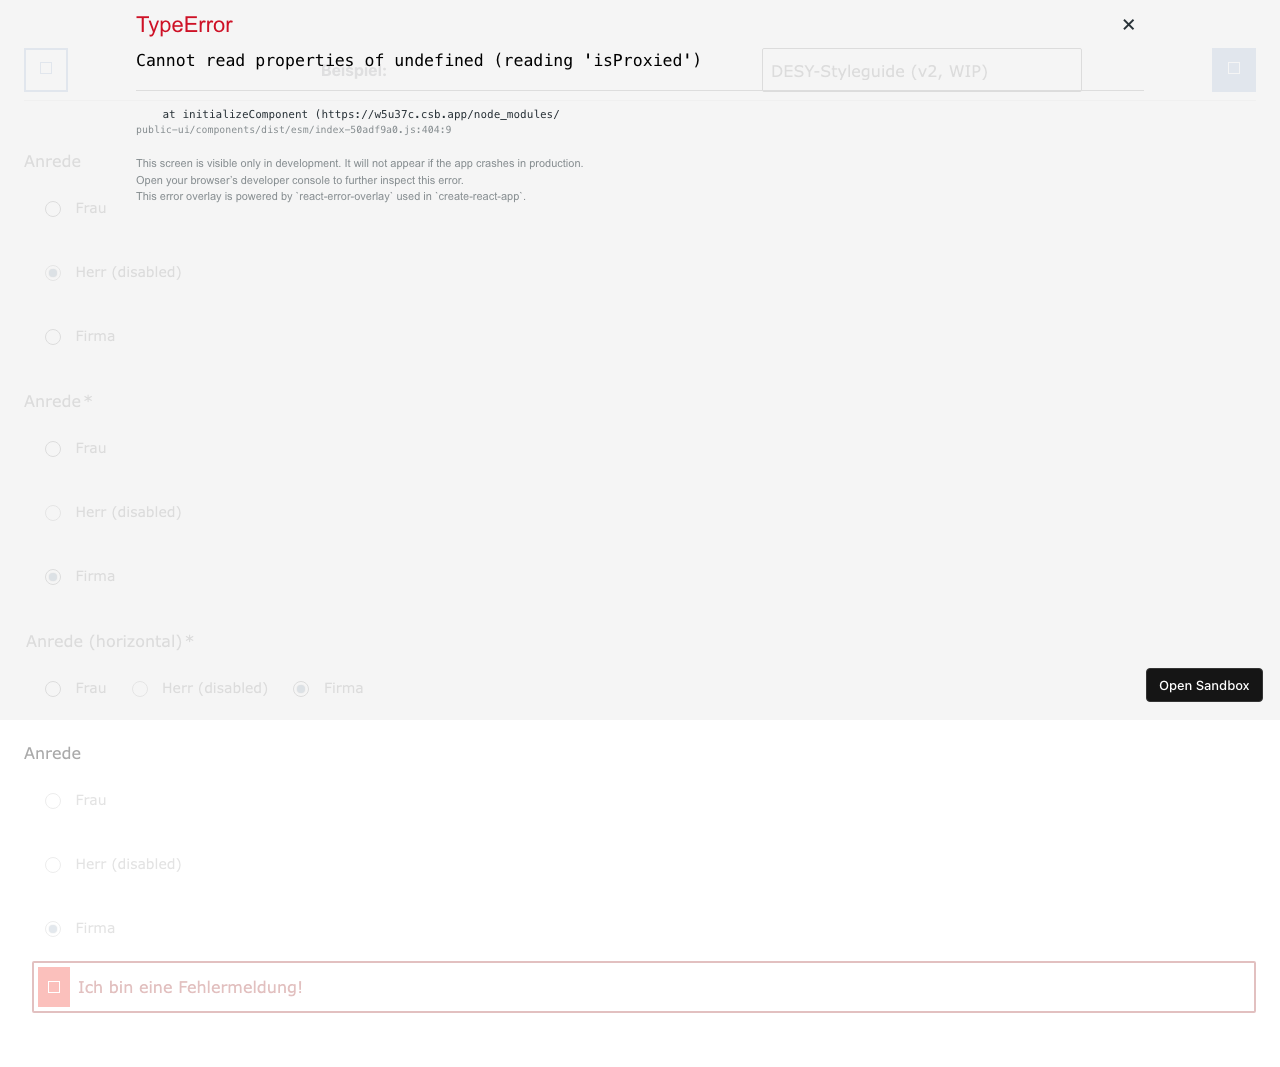 TypeError
Cannot read properties of undefined (reading 'isProxied')
Beispiel:
DESY-Styleguide (v2, WIP)
at initializeComponent (https://w5u37c.csb.app/node_modules/
public-ui/components/dist/esm/index-50adf9a0.js:404:9
This screen is visible only in development. It will not appear if the app crashes in production.
Open your browser's developer console to further inspect this error.
This error overlay is powered by `react-error-overlay` used in `create-react-app`.
Anrede
Frau
Herr (disabled)
Firma
Anrede*
Frau
Herr (disabled)
Firma
Anrede (horizontal)*
Frau Herr (disabled) Firma
Open Sandbox
Anrede
Frau
Herr (disabled)
Firma
Ich bin eine Fehlermeldung!